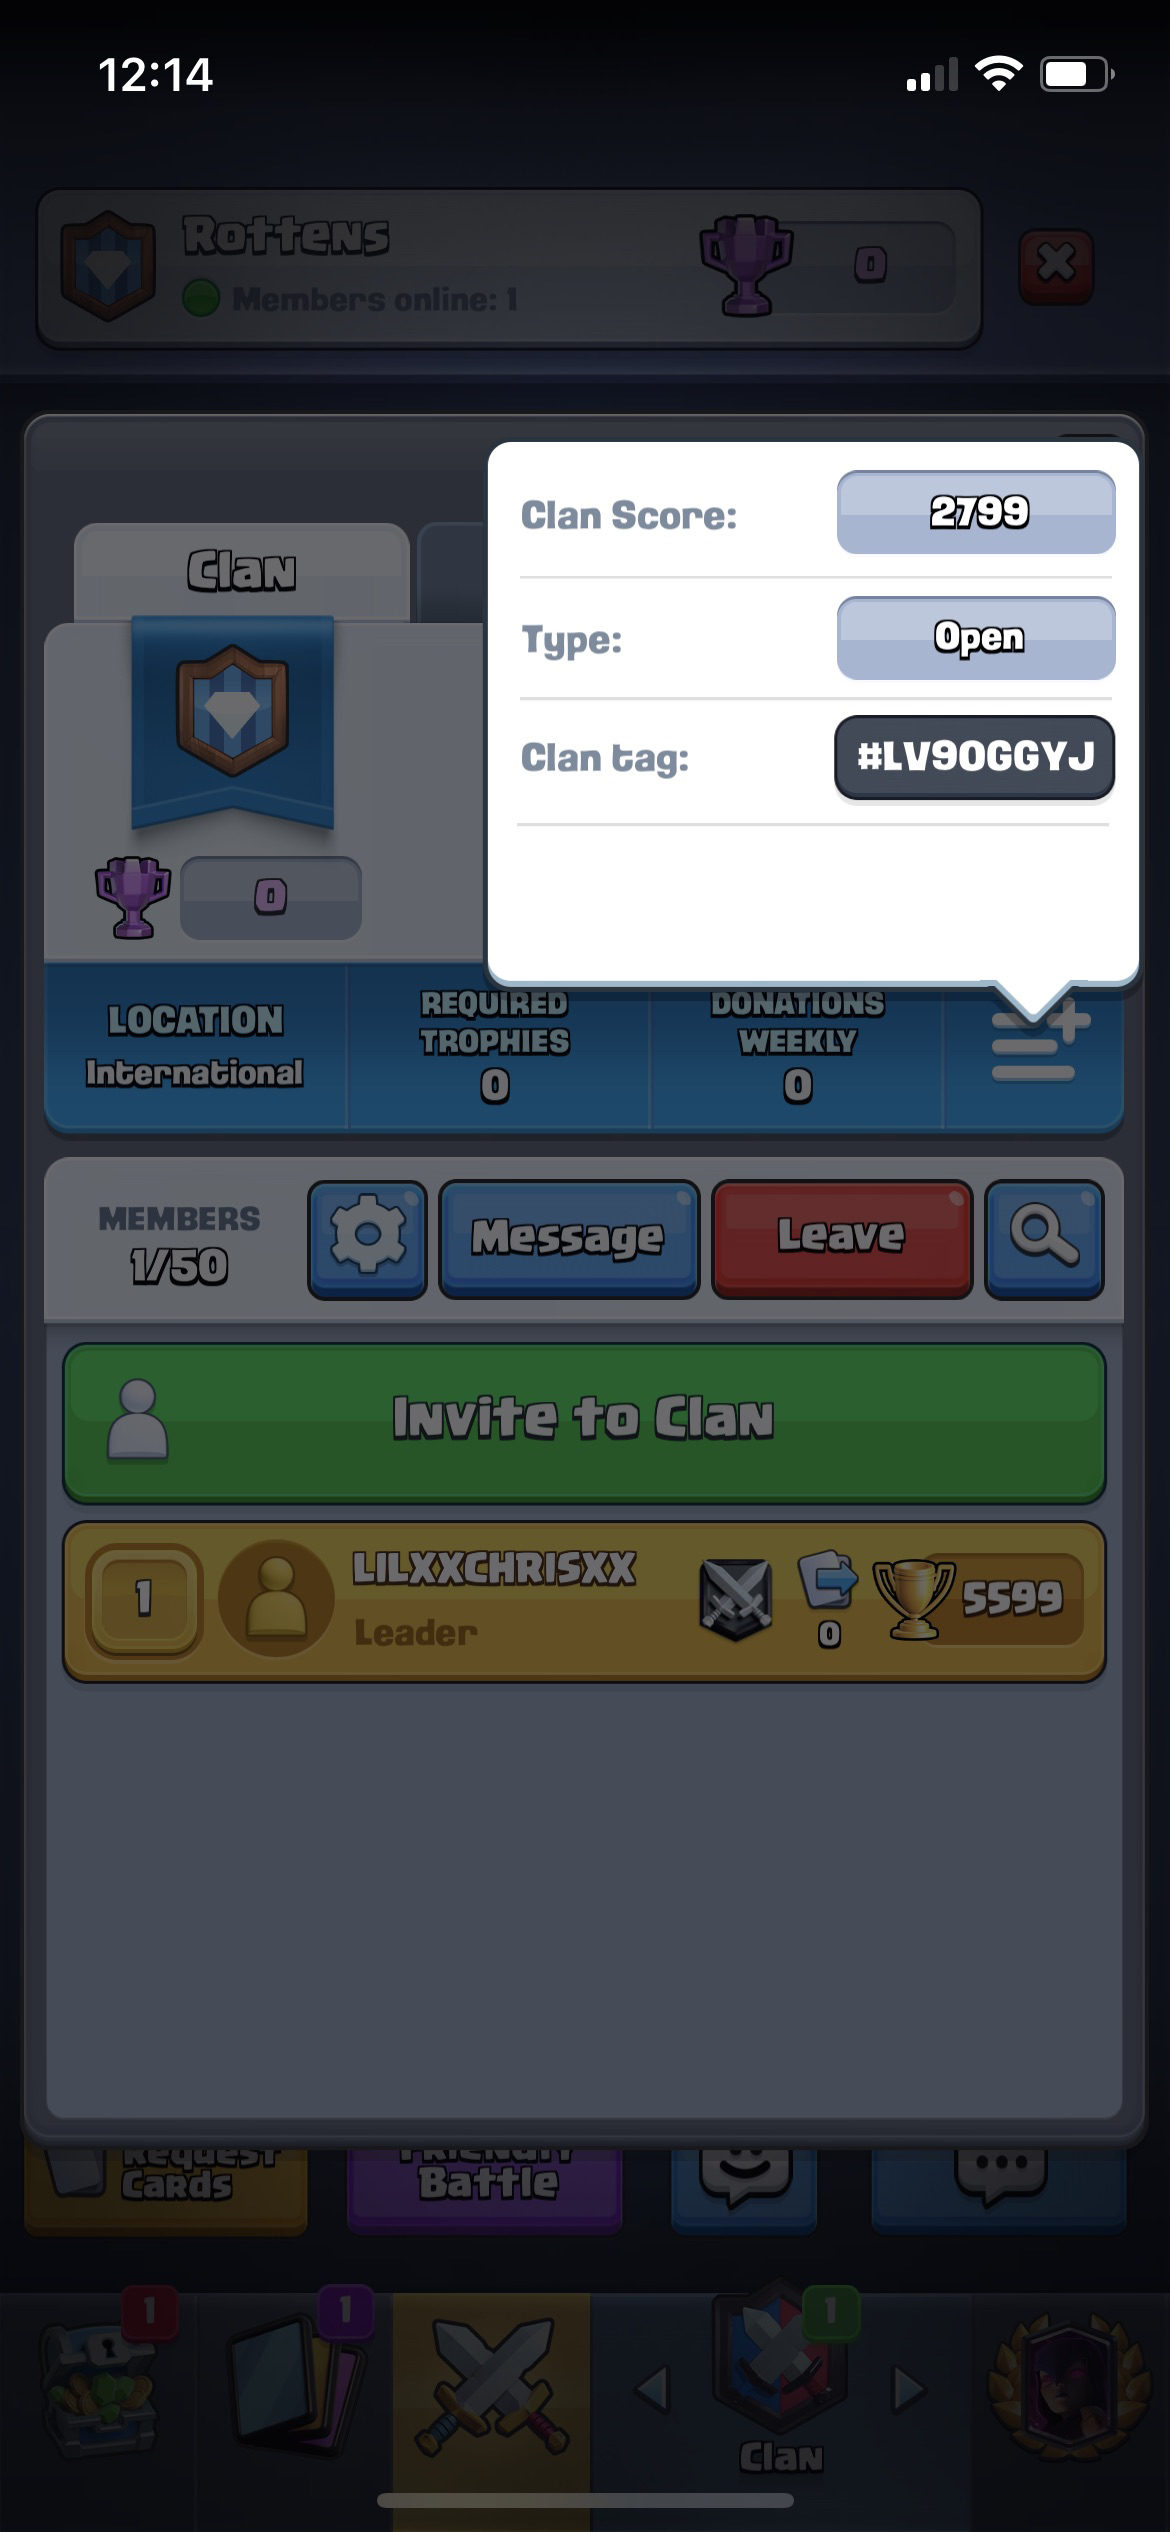 12:14
Rottens
Members online: 1
0
Clan
Clan Score:
2799
Type:
Open
Clan tag:
#LV90GGYJ
0
LOCATION
International
REQUIRED
TROPHIES
0
DONATIONS
WEEKLY
0
MEMBERS
1/50
Message
Leave
Invite to Clan
1
LILXXCHRISXX
Leader
0
5599
Request
Cards
Friendly
Battle
1
1
1
Clan